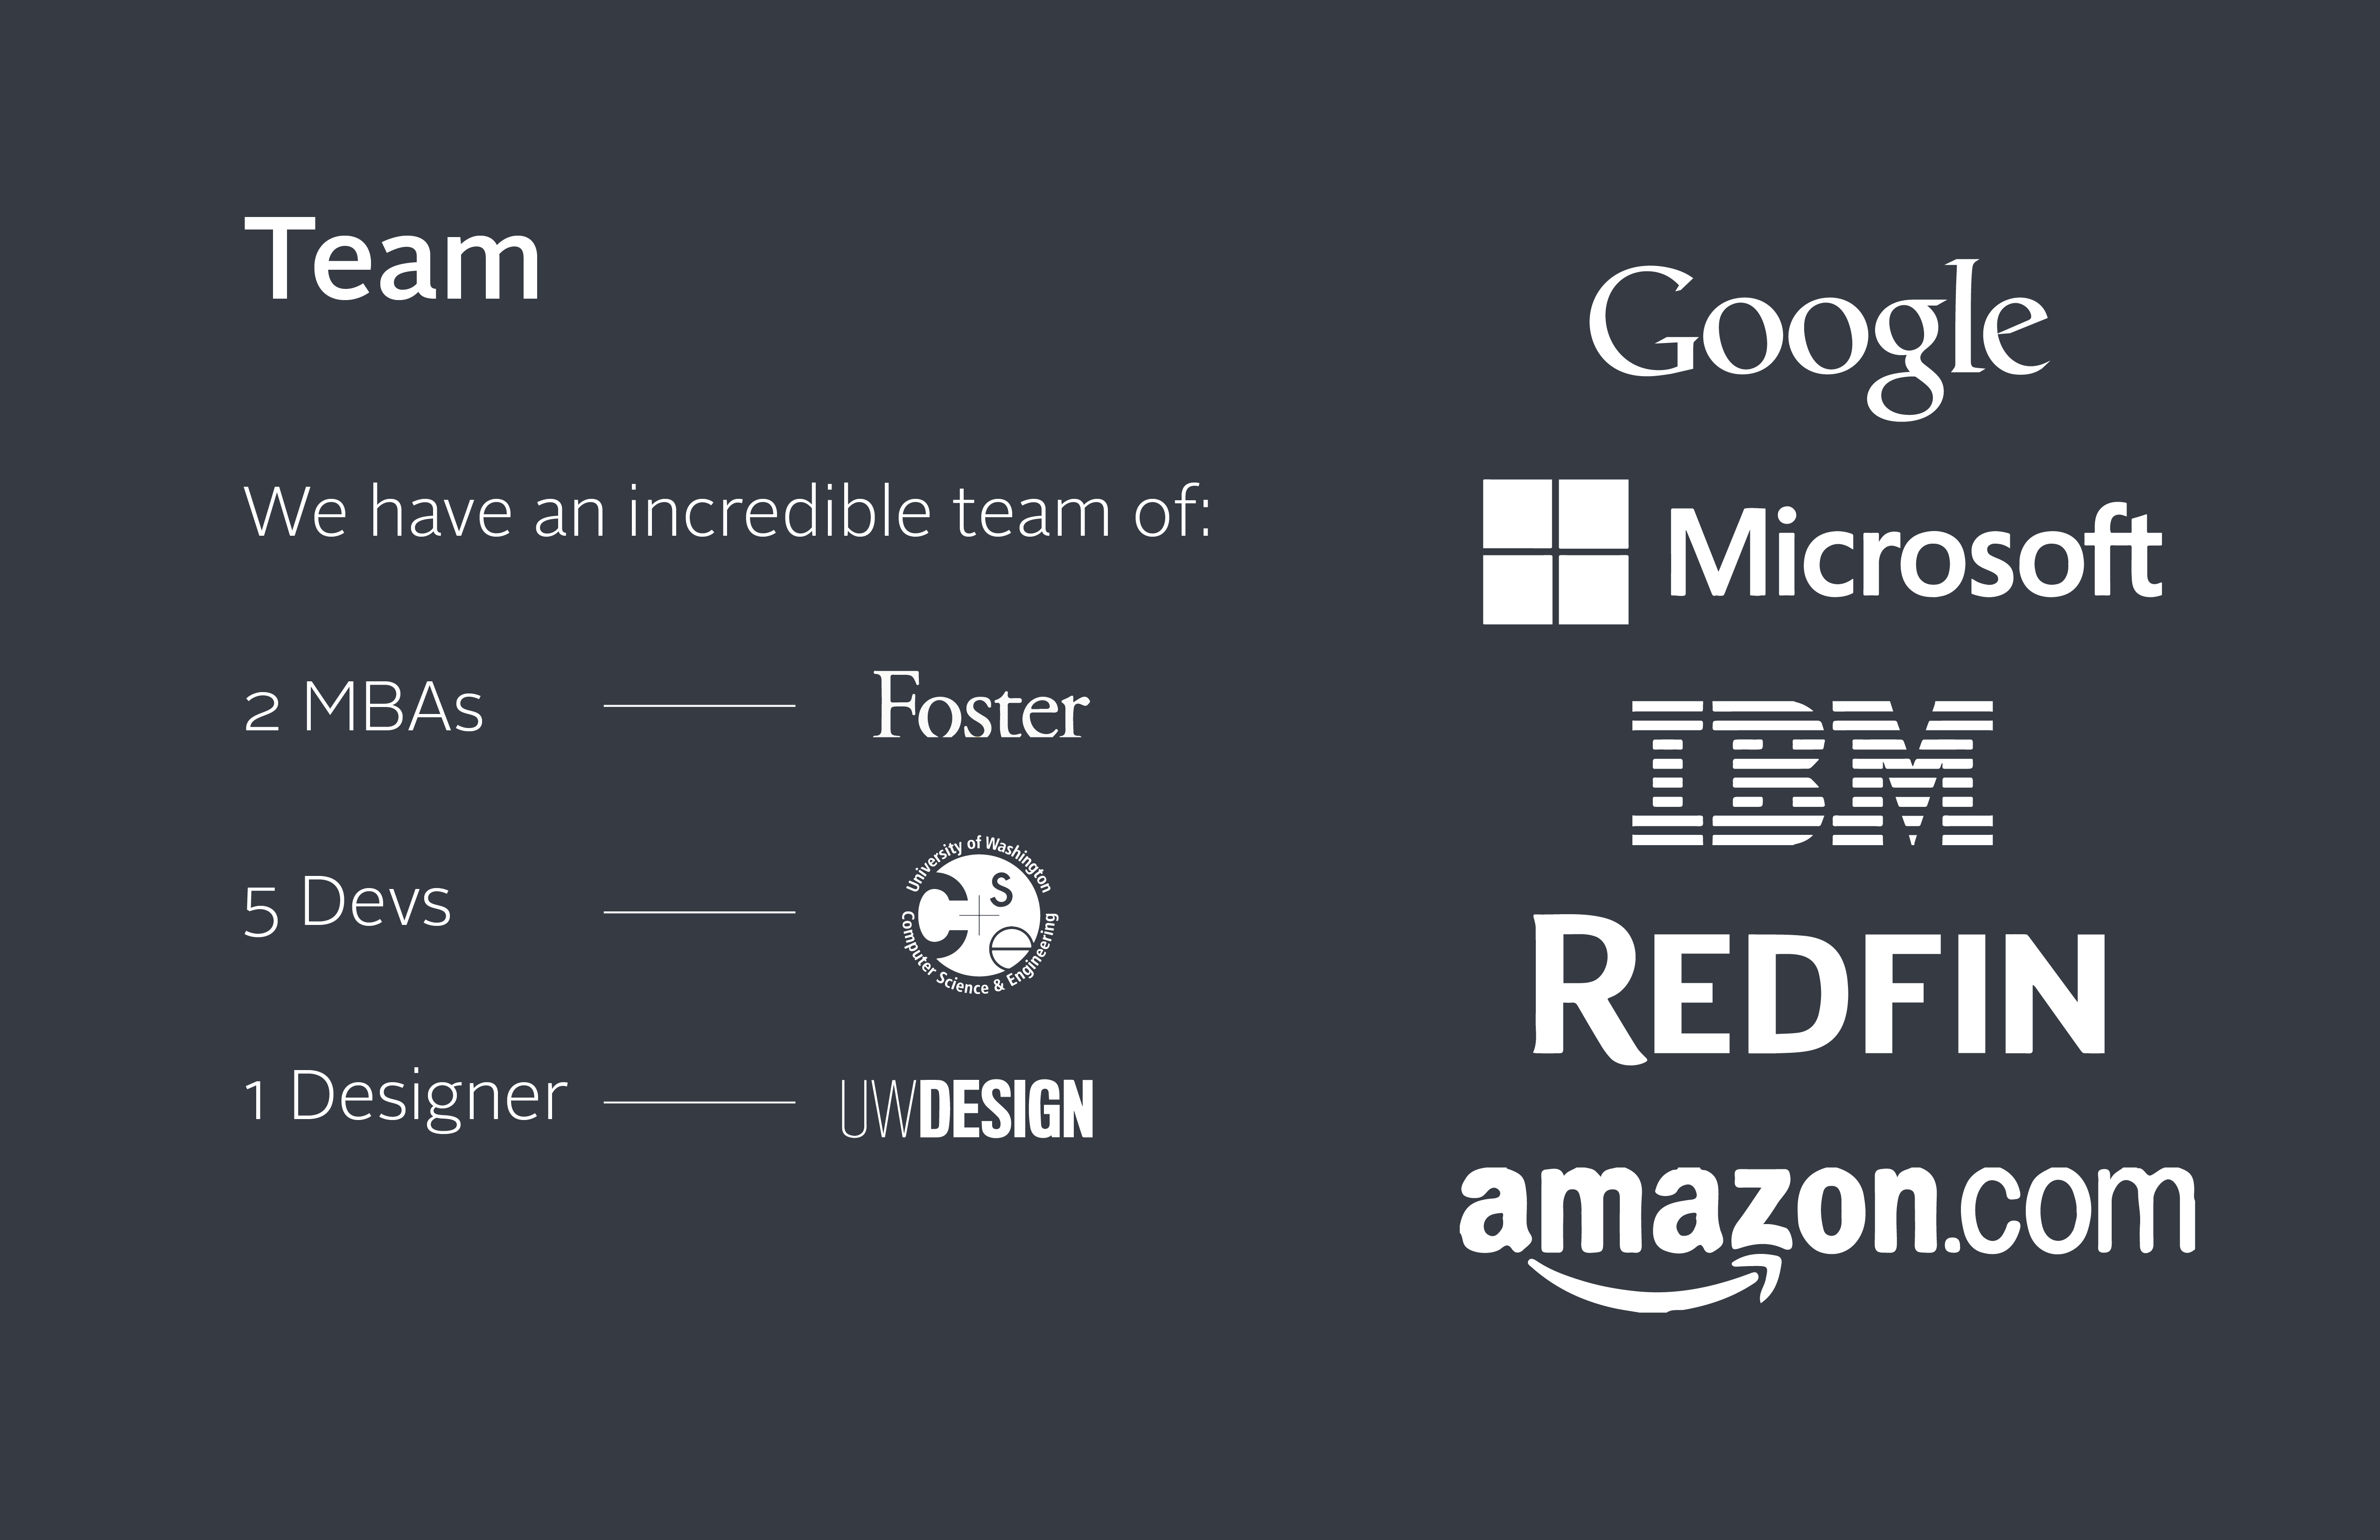 Team
We have an incredible team of:
2 MBAs
Foster
5 Devs
University of Washington
C S e
Computer Science & Engineering
1 Designer
UWDESIGN
Google
Microsoft
IBM
REDFIN
amazon.com